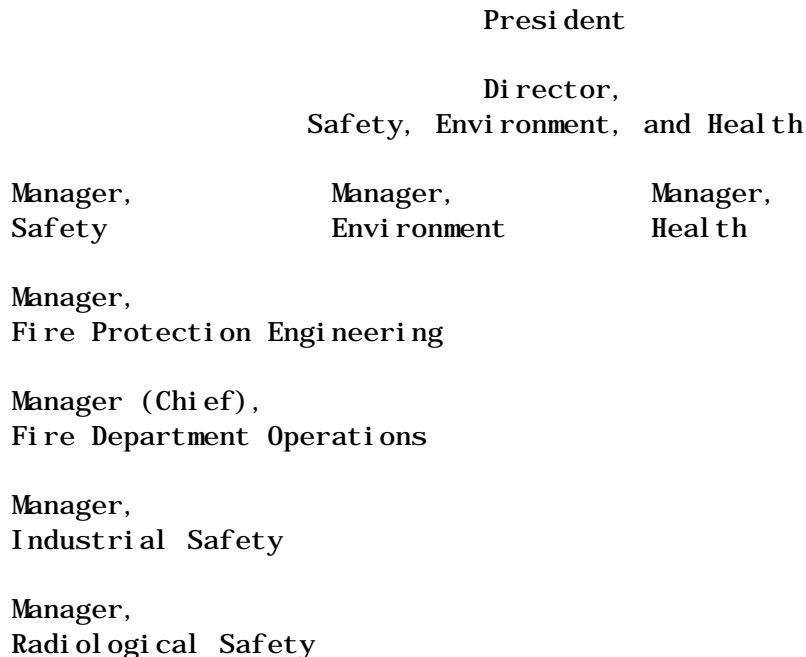 President
Director,
Safety, Environment, and Health
Manager, Manager, Manager,
Safety Environment Health
Manager,
Fire Protection Engineering
Manager (Chief),
Fire Department Operations
Manager,
Industrial Safety
Manager,
Radiological Safety